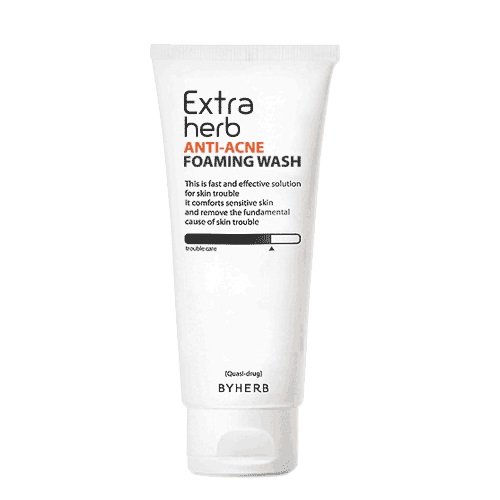 Extra
herb
ANTI-ACNE
FOAMING WASH
This is fast and effective solution
for skin trouble
It comforts sensitive skin
and remove the fundamental
cause of skin trouble
trouble care
(Quasi-drug)
BYHERB